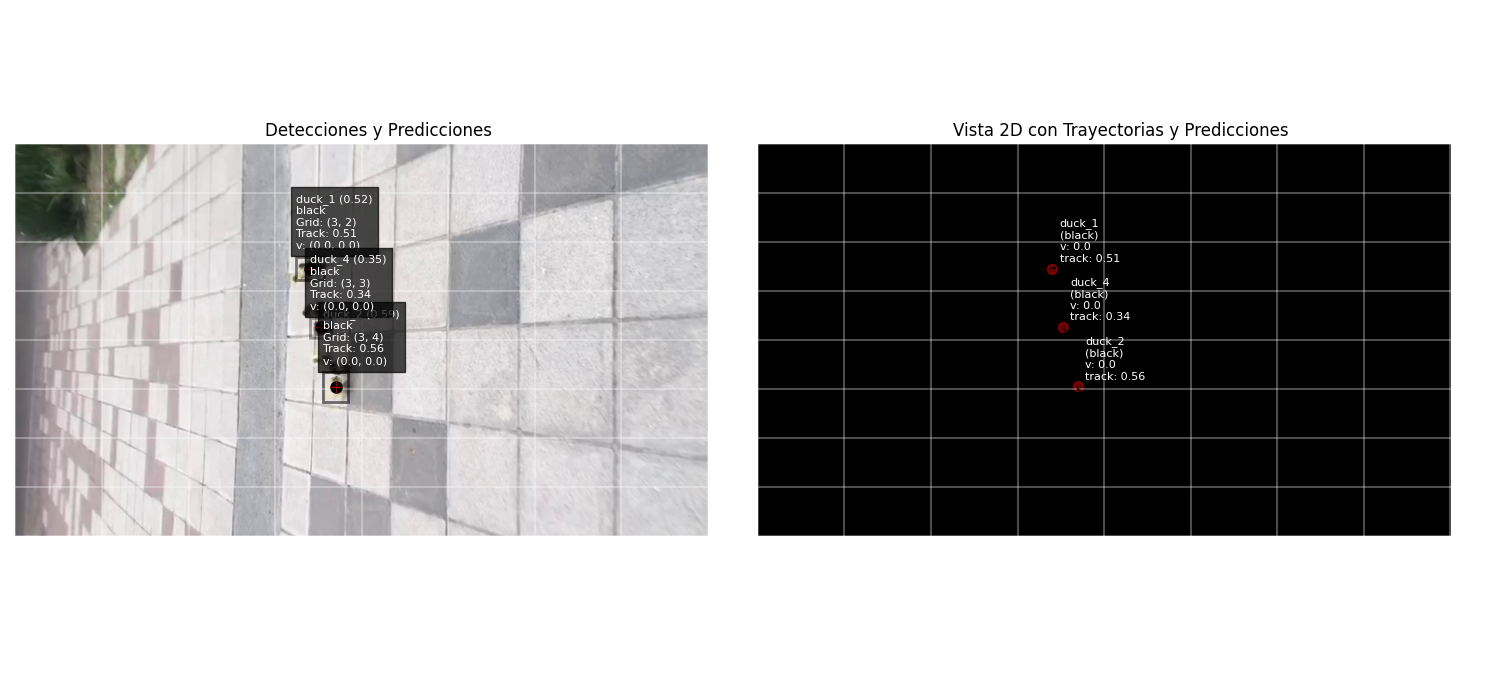 Detecciones y Predicciones
duck_1 (0.52)
black
Grid: (3, 2)
Track: 0.51
v: (0.0, 0.0)
duck_4 (0.35)
black
Grid: (3, 3)
Track: 0.34
v: (0.0, 0.0)
duck_2 (0.59)
black
Grid: (3, 4)
Track: 0.56
v: (0.0, 0.0)
Vista 2D con Trayectorias y Predicciones
duck_1
(black)
v: 0.0
track: 0.51
duck_4
(black)
v: 0.0
track: 0.34
duck_2
(black)
v: 0.0
track: 0.56